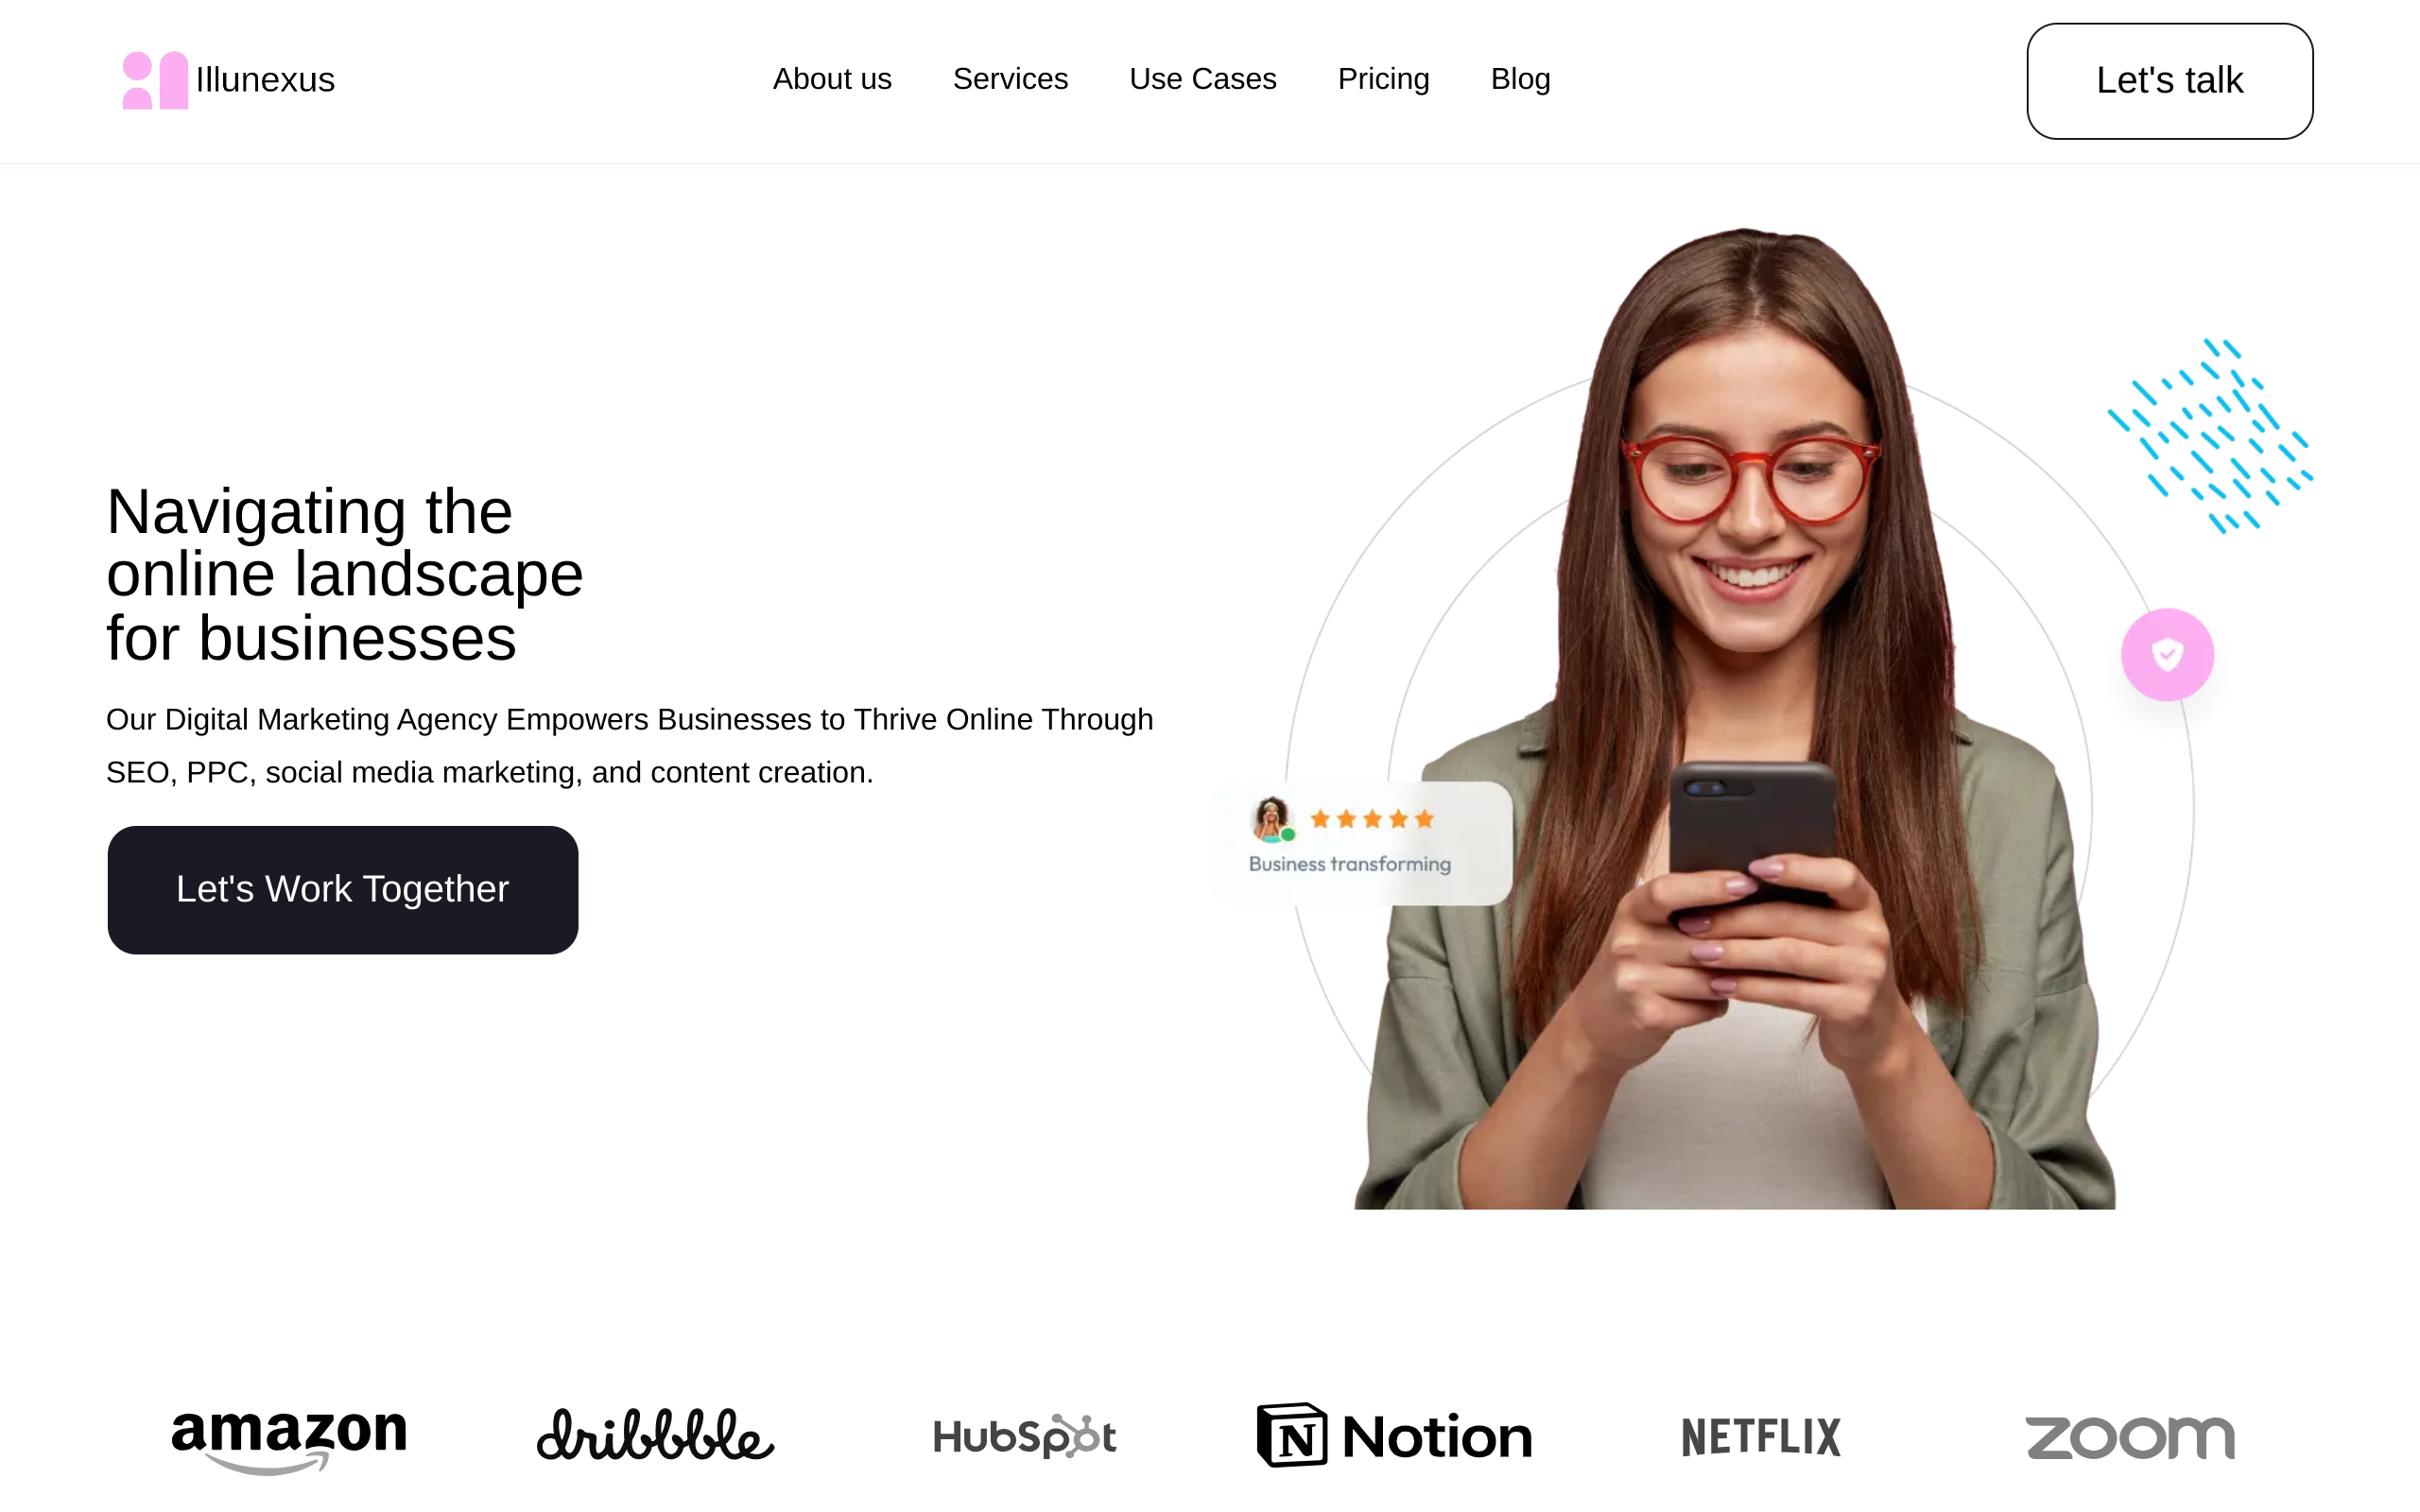 Illunexus
About us
Services
Use Cases
Pricing
Blog
Let's talk
Navigating the
online landscape
for businesses
Our Digital Marketing Agency Empowers Businesses to Thrive Online Through
SEO, PPC, social media marketing, and content creation.
Let's Work Together
Business transforming
amazon
dribbble
HubSpot
Notion
NETFLIX
zoom